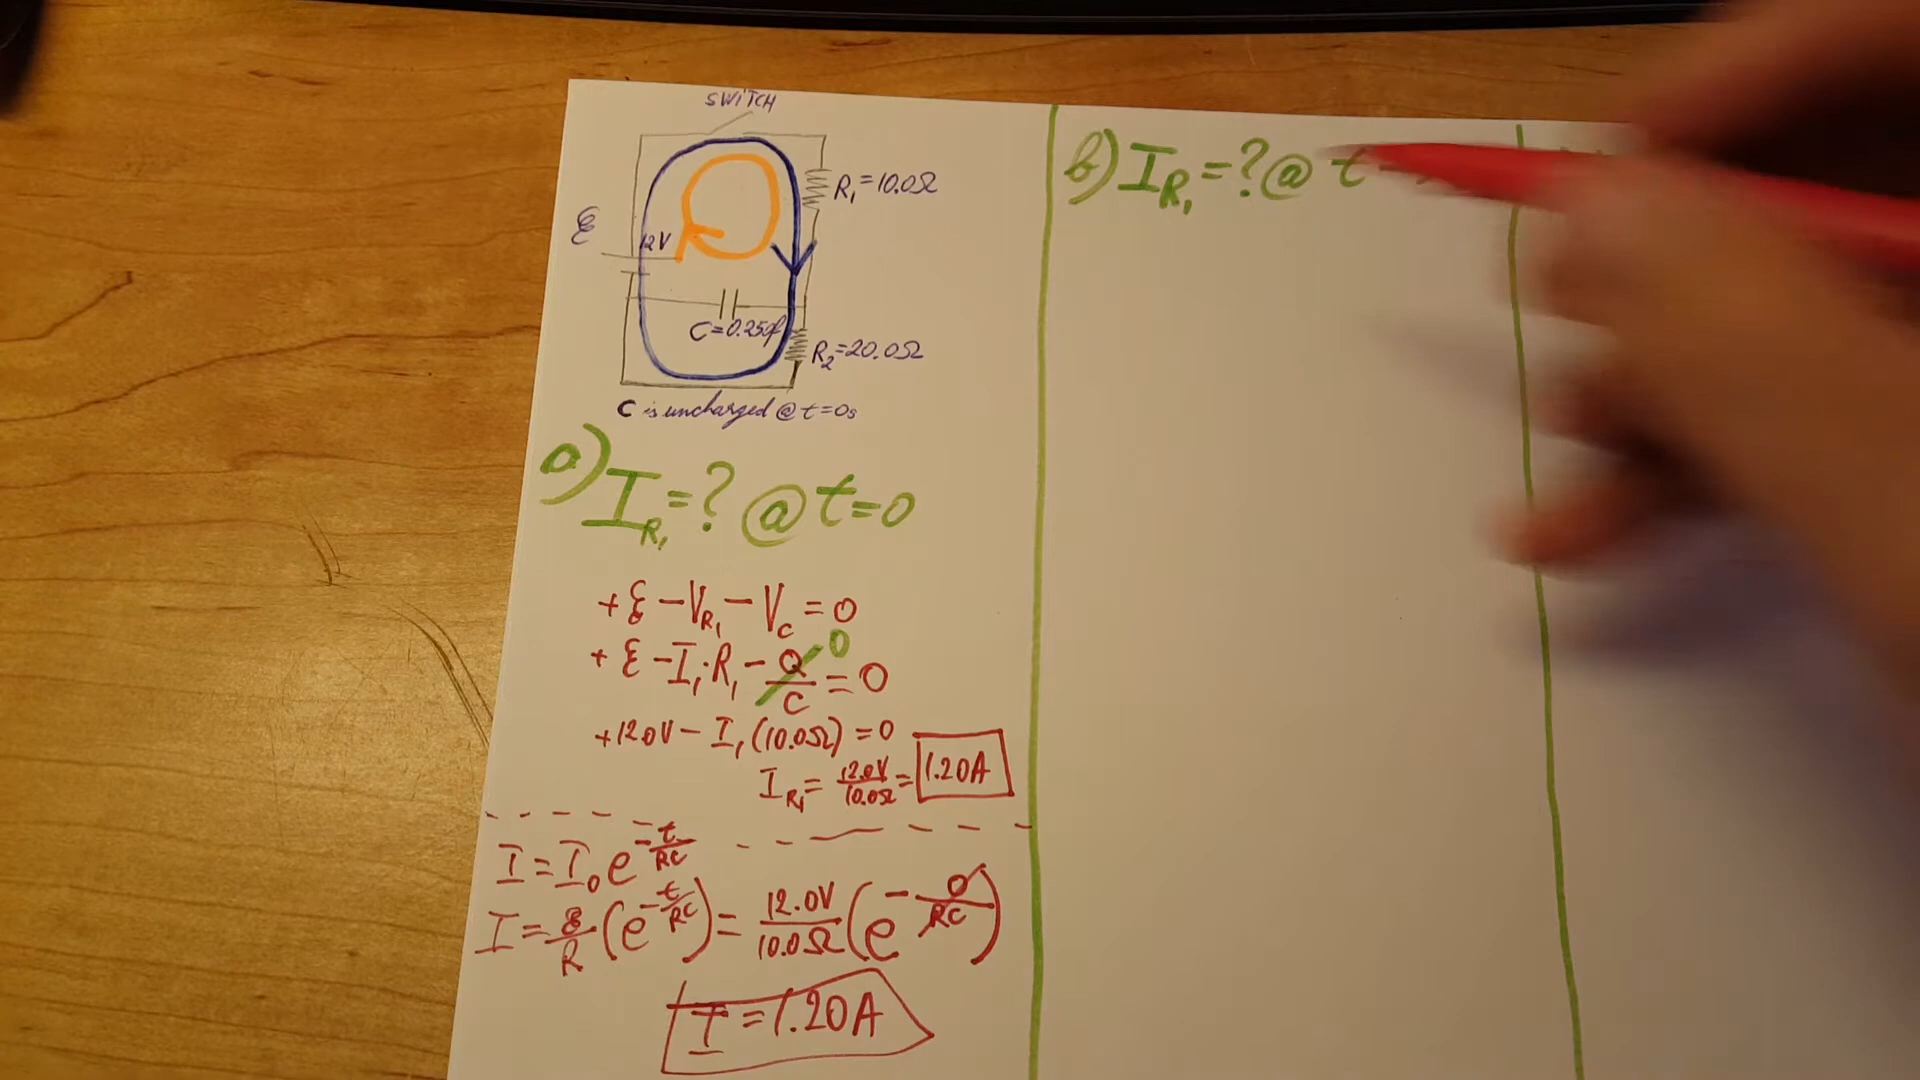 SWITCH
R₁=10.0Ω
ℰ
12V
C=0.250f
R₂=20.0Ω
C is uncharged @ t=0s
a) I_R₁=? @ t=0
+ℰ-V_R₁-V_C=0
+ℰ-I₁·R₁-Q/C=0
0
+12.0V-I₁(10.0Ω)=0
I_R₁=12.0V/10.0Ω=1.20A
I=I₀e^(-t/RC)
I=ℰ/R(e^(-t/RC))=12.0V/10.0Ω(e^(-0/RC))
I=1.20A
b) I_R₁=?@ t